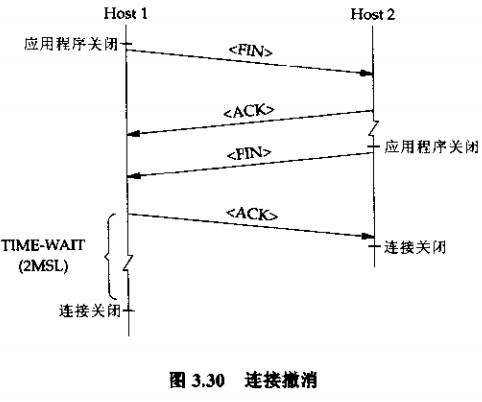 Host 1 Host 2
应用程序关闭
<FIN>
<ACK>
应用程序关闭
<FIN>
<ACK>
TIME-WAIT
(2MSL)
连接关闭
连接关闭
图 3.30 连接撤消